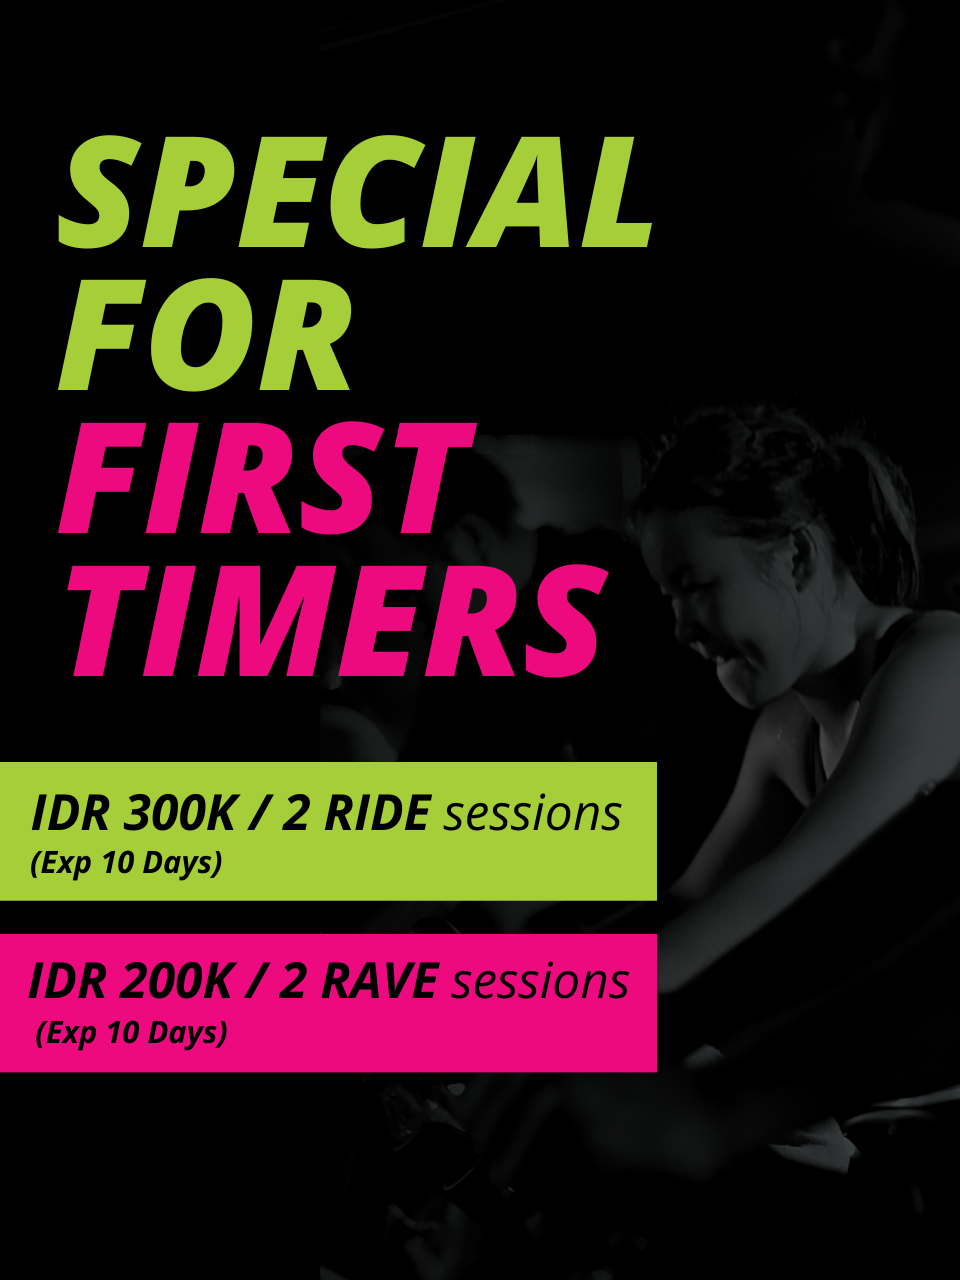 SPECIAL
FOR
FIRST
TIMERS
IDR 300K / 2 RIDE sessions
(Exp 10 Days)
IDR 200K / 2 RAVE sessions
(Exp 10 Days)